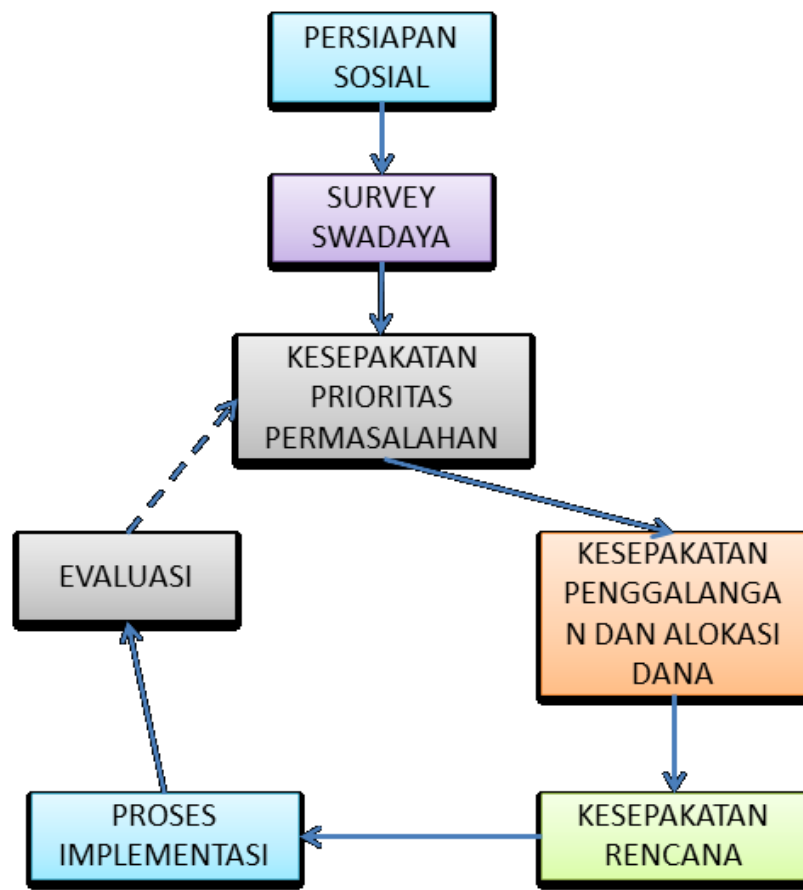 PERSIAPAN
SOSIAL
SURVEY
SWADAYA
KESEPAKATAN
PRIORITAS
PERMASALAHAN
KESEPAKATAN
PENGGALANGA
N DAN ALOKASI
DANA
EVALUASI
KESEPAKATAN
RENCANA
PROSES
IMPLEMENTASI